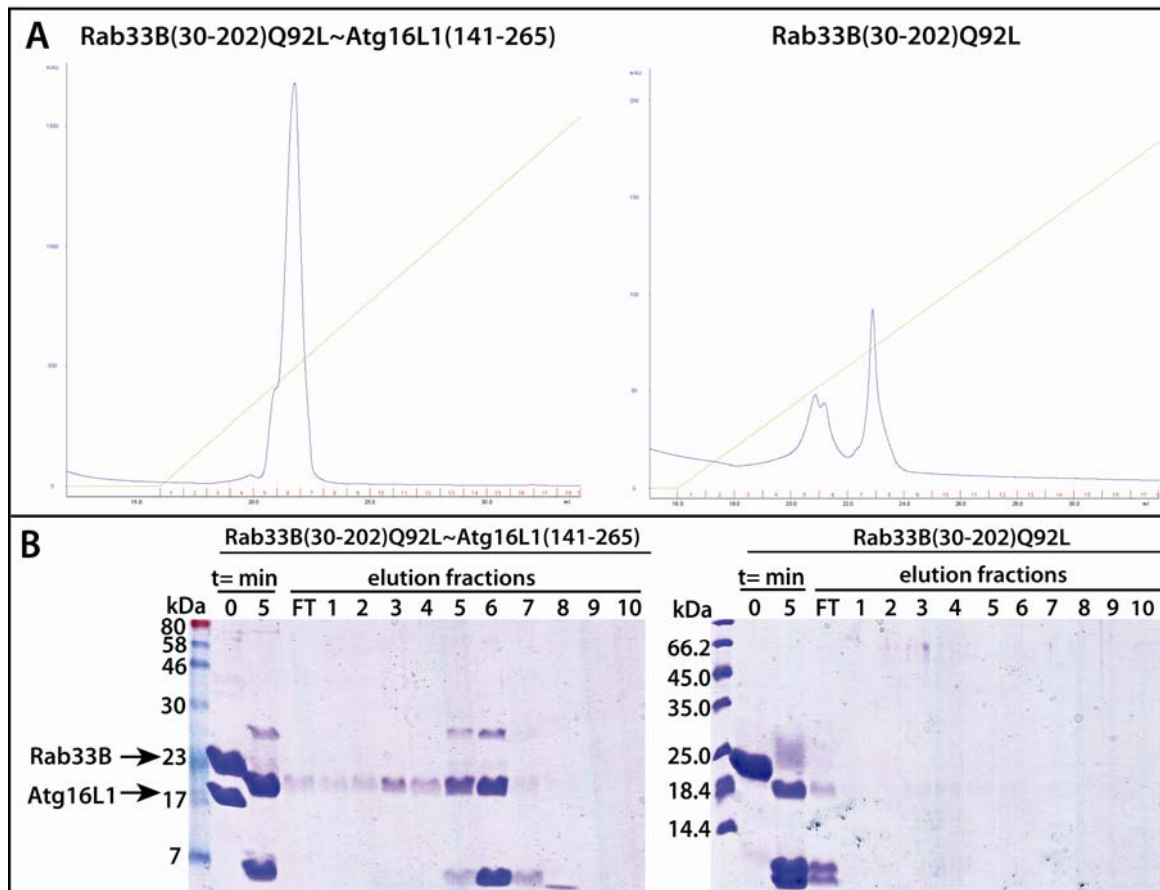 A
Rab33B(30-202)Q92L~Atg16L1(141-265)
Rab33B(30-202)Q92L
B
Rab33B(30-202)Q92L~Atg16L1(141-265)
t= min
elution fractions
kDa 0 5 FT 1 2 3 4 5 6 7 8 9 10
80
58
46
30
Rab33B 23
Atg16L1 17
7
Rab33B(30-202)Q92L
t= min
elution fractions
kDa 0 5 FT 1 2 3 4 5 6 7 8 9 10
66.2
45.0
35.0
25.0
18.4
14.4